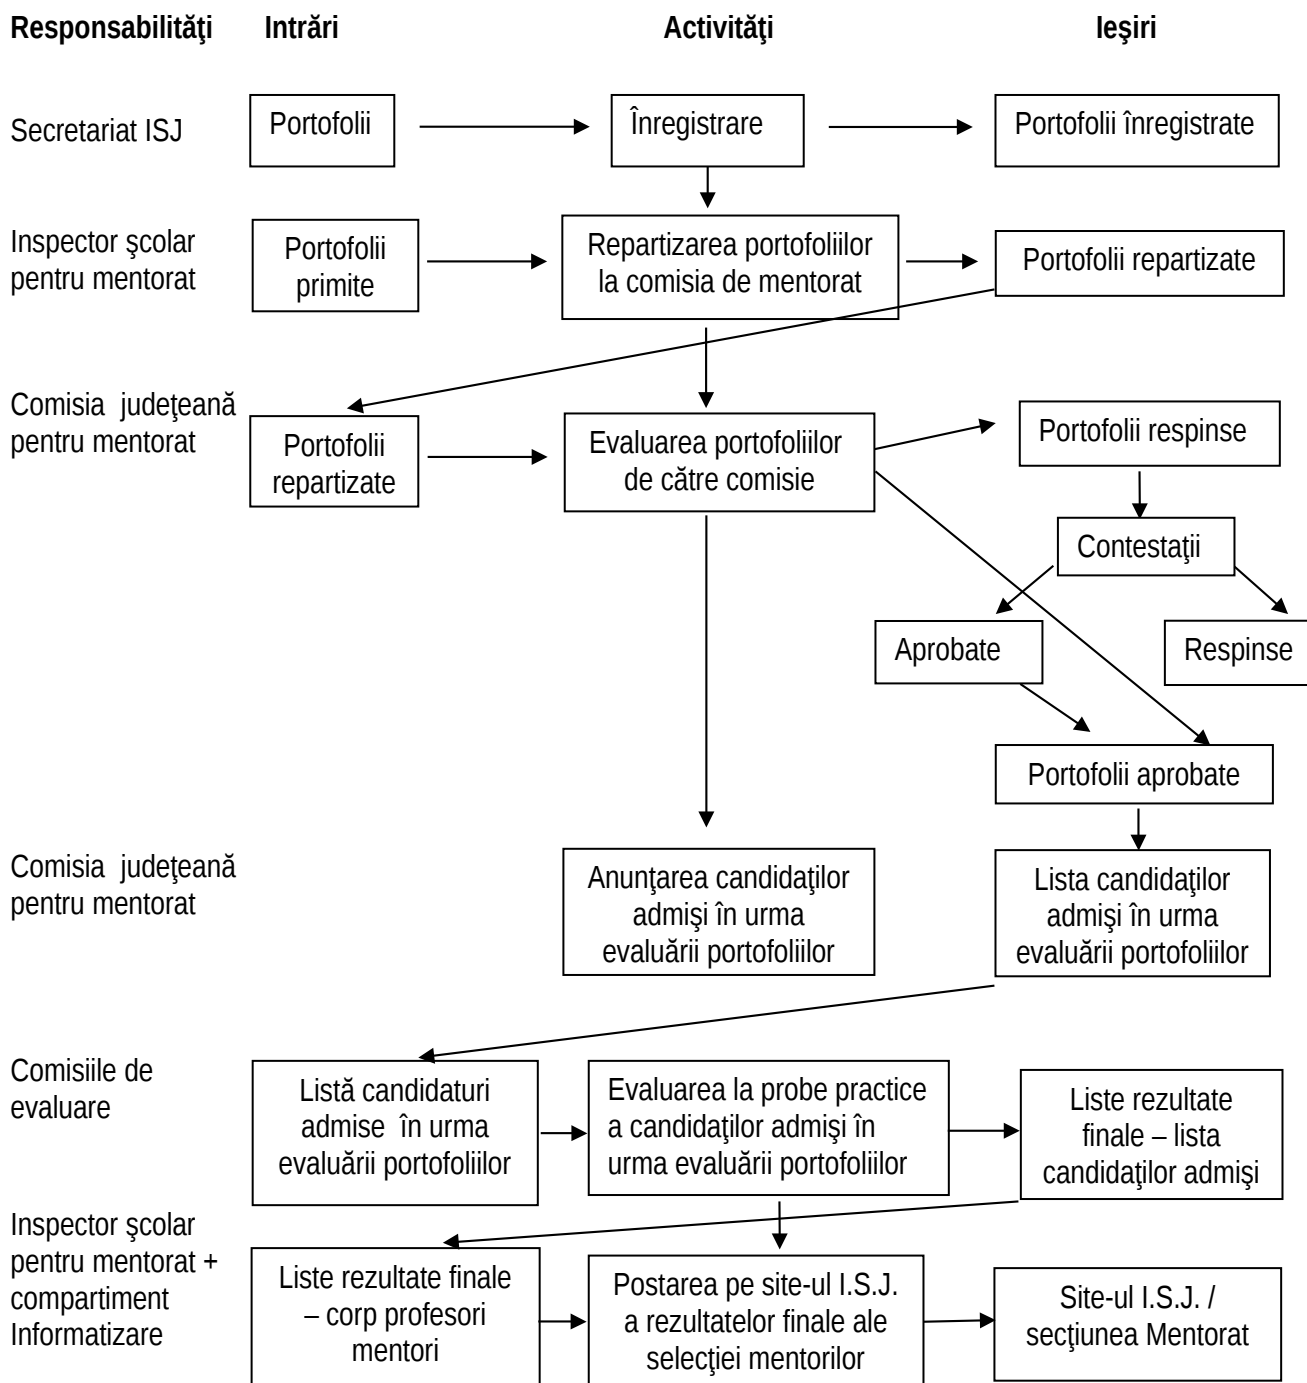 Responsabilităţi Intrări Activităţi Ieşiri
Secretariat ISJ
Portofolii
Înregistrare
Portofolii înregistrate
Inspector şcolar
pentru mentorat
Portofolii
primite
Repartizarea portofoliilor
la comisia de mentorat
Portofolii repartizate
Comisia judeţeană
pentru mentorat
Portofolii
repartizate
Evaluarea portofoliilor
de către comisie
Portofolii respinse
Contestaţii
Aprobate
Respinse
Portofolii aprobate
Comisia judeţeană
pentru mentorat
Anunţarea candidaţilor
admişi în urma
evaluării portofoliilor
Lista candidaţilor
admişi în urma
evaluării portofoliilor
Comisiile de
evaluare
Listă candidaturi
admise în urma
evaluării portofoliilor
Evaluarea la probe practice
a candidaţilor admişi în
urma evaluării portofoliilor
Liste rezultate
finale – lista
candidaţilor admişi
Inspector şcolar
pentru mentorat +
compartiment
Informatizare
Liste rezultate finale
– corp profesori
mentori
Postarea pe site-ul I.S.J.
a rezultatelor finale ale
selecţiei mentorilor
Site-ul I.S.J. /
secţiunea Mentorat